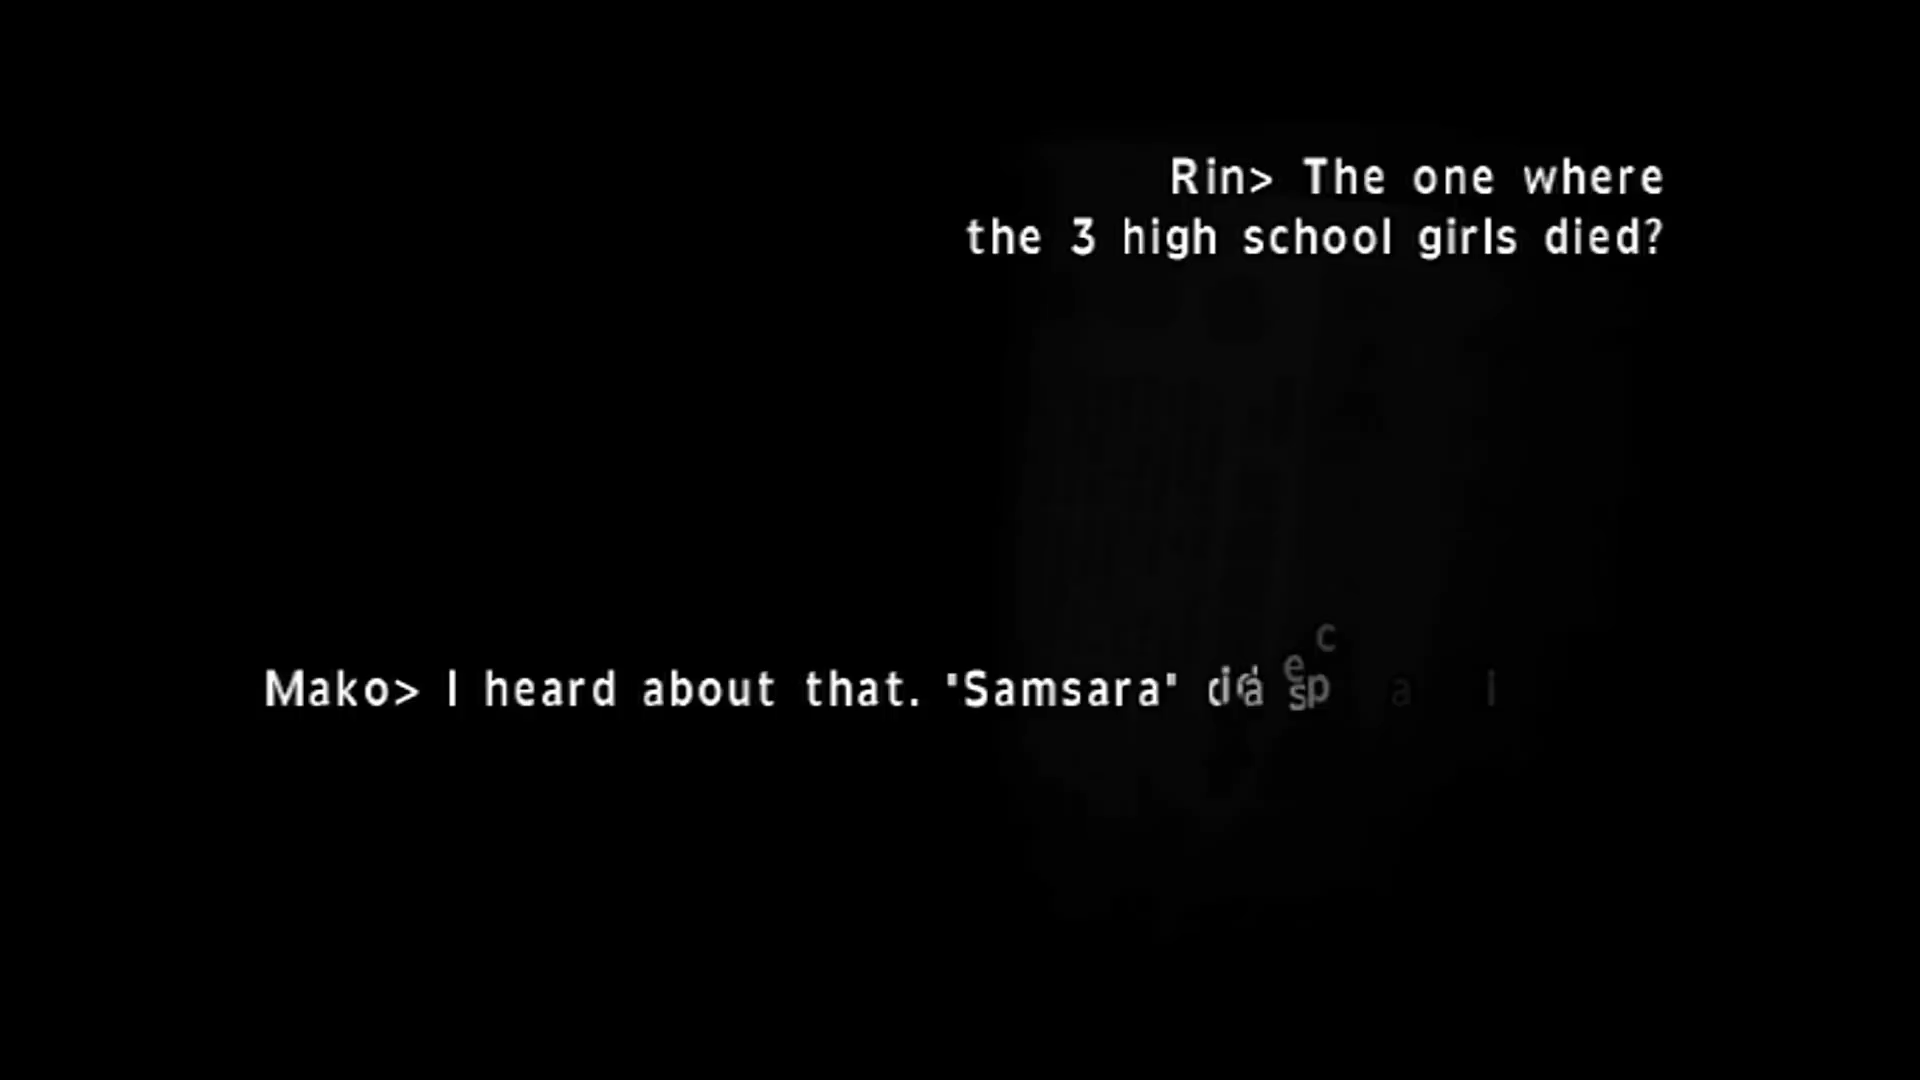 Rin> The one where
the 3 high school girls died?
Mako> I heard about that. "Samsara"